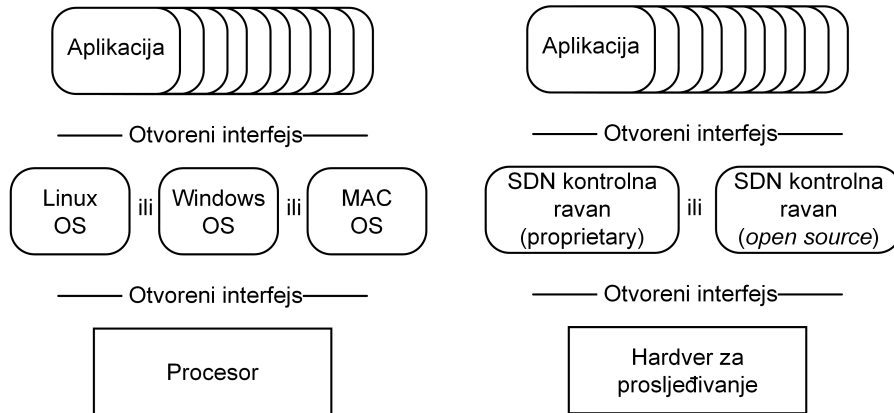 Aplikacija
Otvoreni interfejs
Linux
OS
ili
Windows
OS
ili
MAC
OS
Otvoreni interfejs
Procesor
Aplikacija
Otvoreni interfejs
SDN kontrolna
ravan
(proprietary)
ili
SDN kontrolna
ravan
(open source)
Otvoreni interfejs
Hardver za
prosljeđivanje